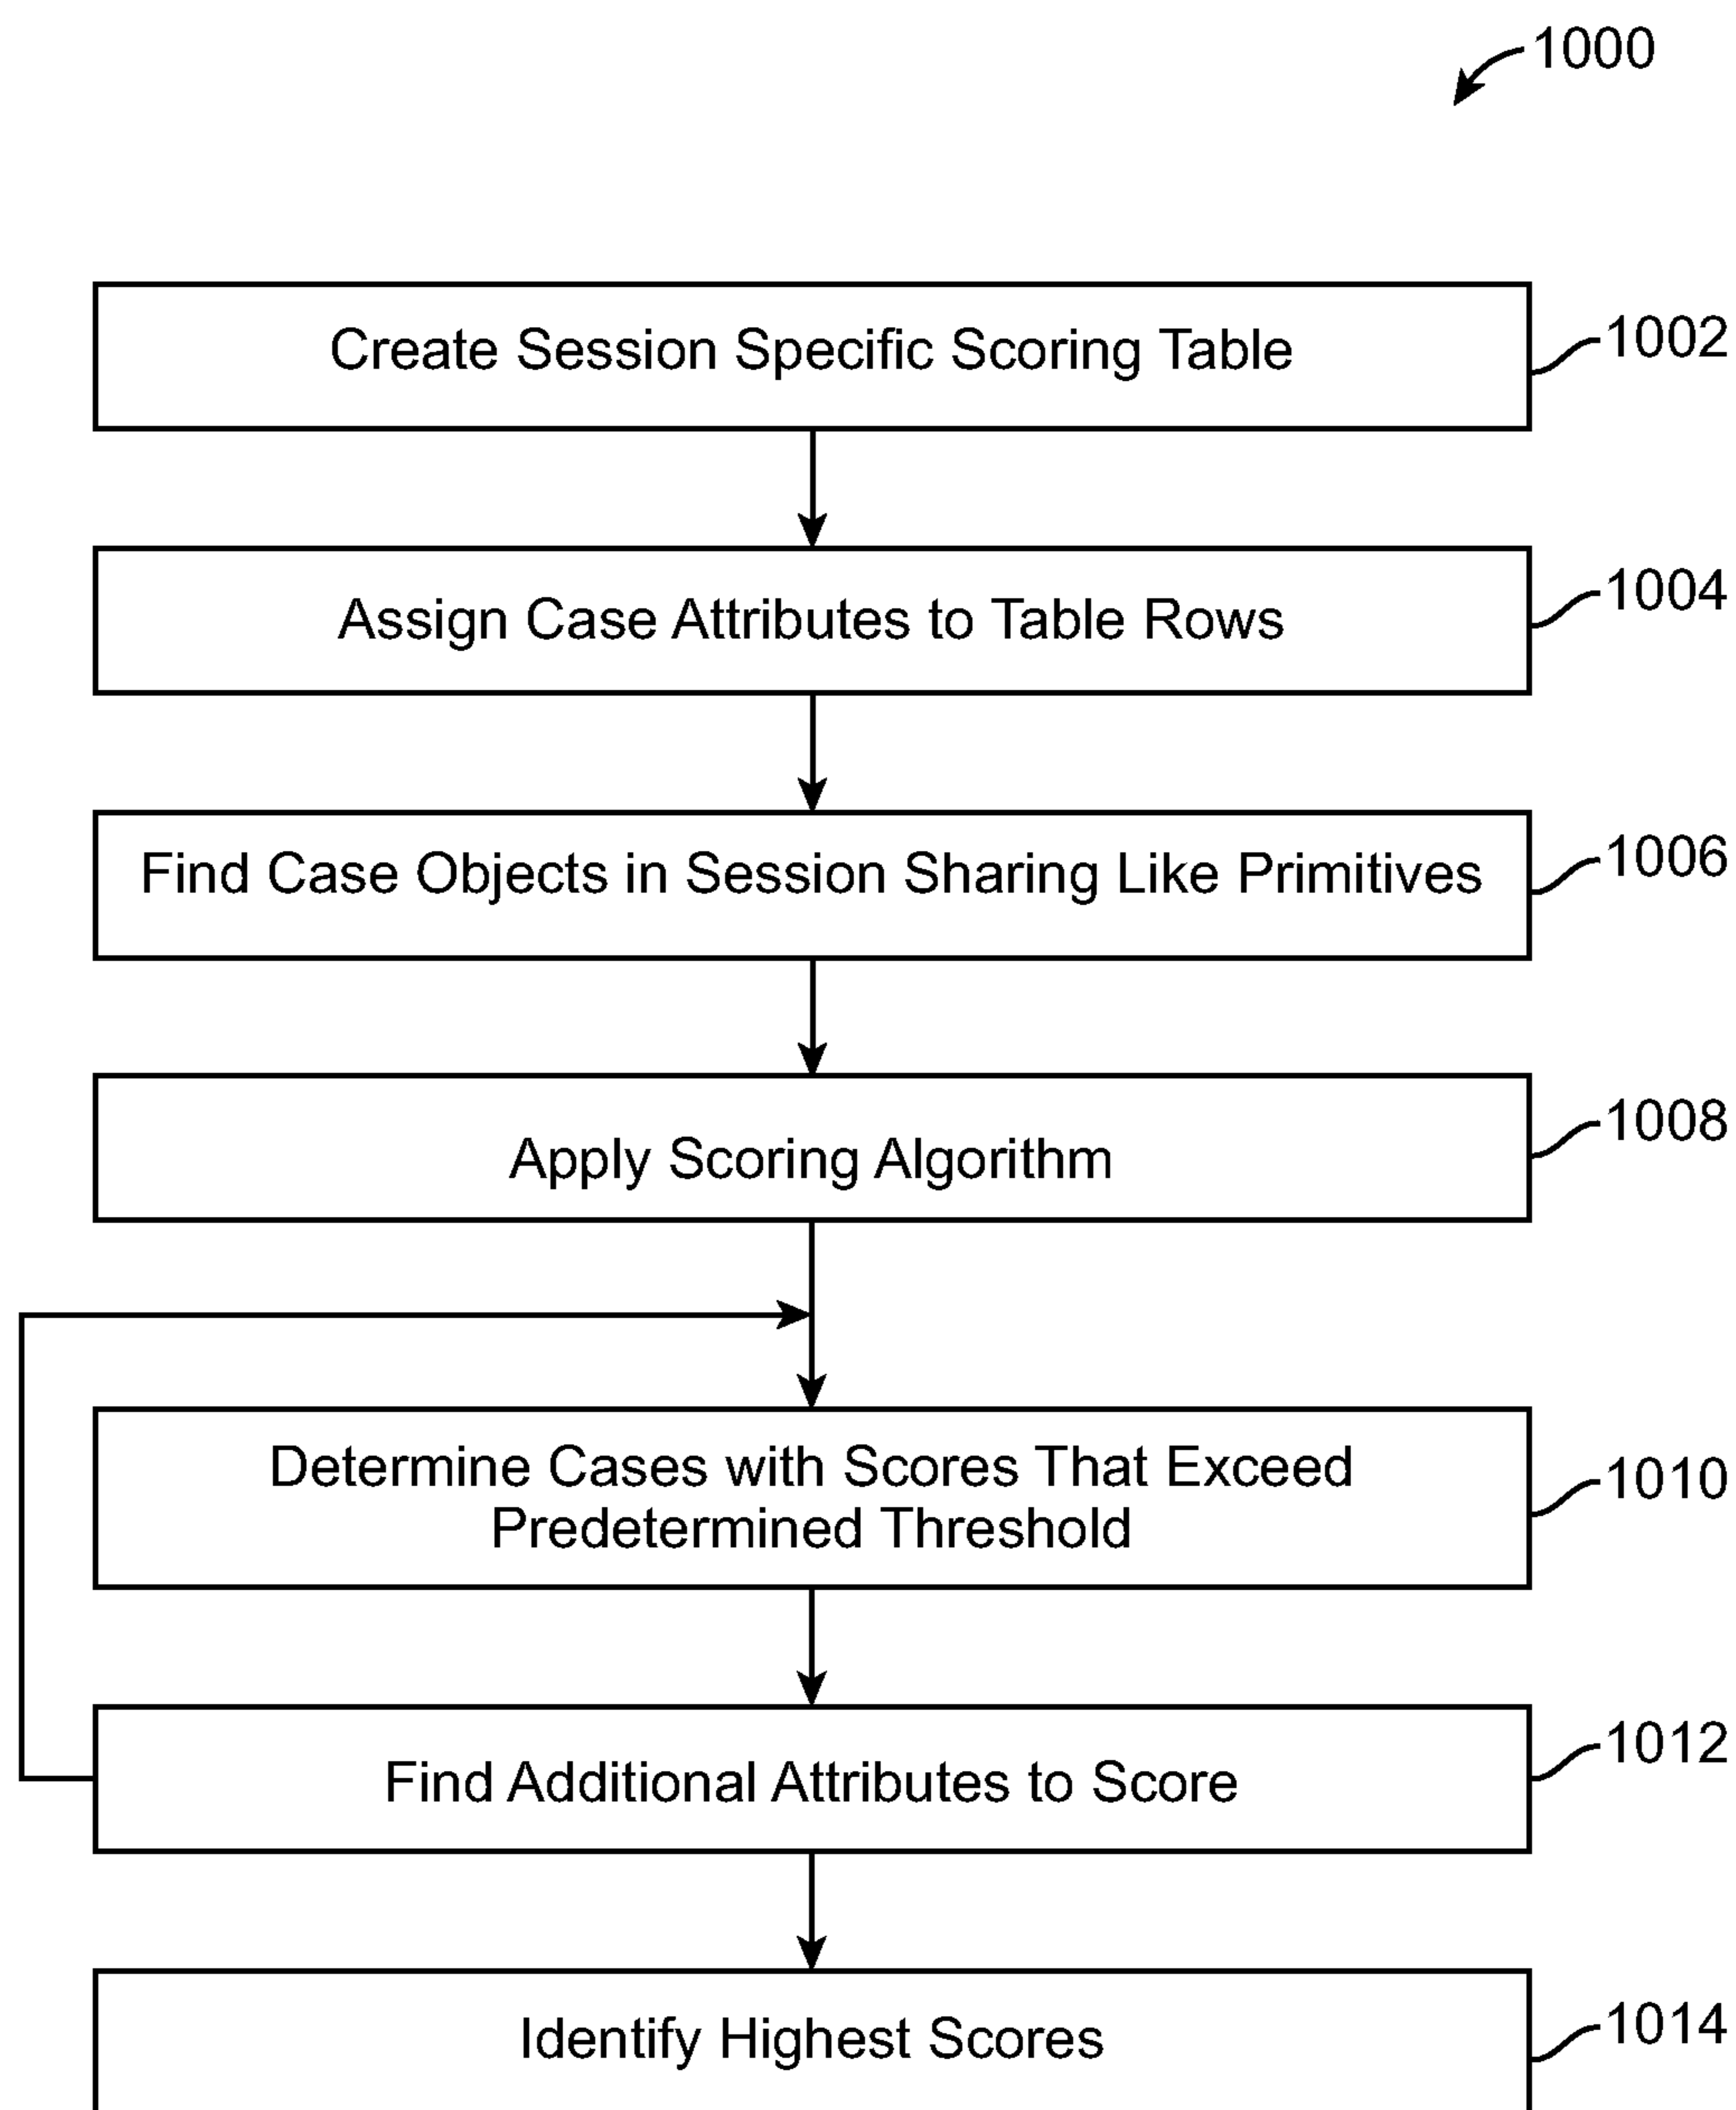 1000
Create Session Specific Scoring Table
1002
Assign Case Attributes to Table Rows
1004
Find Case Objects in Session Sharing Like Primitives
1006
Apply Scoring Algorithm
1008
Determine Cases with Scores That Exceed
Predetermined Threshold
1010
Find Additional Attributes to Score
1012
Identify Highest Scores
1014